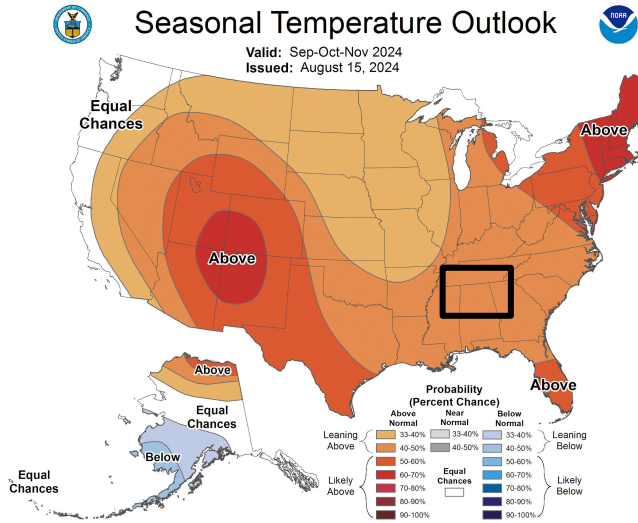 Seasonal Temperature Outlook
NOAA
Valid: Sep-Oct-Nov 2024
Issued: August 15, 2024
Equal
Chances
Above
Above
Above
Above
Equal
Chances
Below
Equal
Chances
Probability
(Percent Chance)
Above
Normal
Near
Normal
Below
Normal
Leaning
Above
33-40%
40-50%
33-40%
40-50%
33-40%
40-50%
Leaning
Below
Likely
Above
50-60%
60-70%
70-80%
80-90%
90-100%
Equal
Chances
50-60%
60-70%
70-80%
80-90%
90-100%
Likely
Below